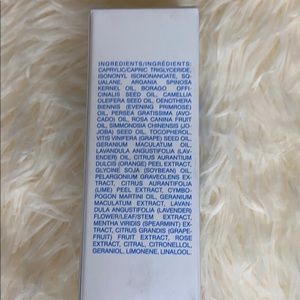 INGREDIENTS/INGRÉDIENTS:
CAPRYLIC/CAPRIC TRIGLYCERIDE,
ISONONYL ISONONANOATE, SQ-
UALANE, ARGANIA SPINOSA
KERNEL OIL, BORAGO OFFI-
CINALIS SEED OIL, CAMELLIA
OLEIFERA SEED OIL, OENOTHERA
BIENNIS (EVENING PRIMROSE)
OIL, PERSEA GRATISSIMA (AVO-
CADO) OIL, ROSA CANINA FRUIT
OIL, SIMMONDSIA CHINENSIS (JO-
JOBA) SEED OIL, TOCOPHEROL,
VITIS VINIFERA (GRAPE) SEED OIL,
GERANIUM MACULATUM OIL,
LAVANDULA ANGUSTIFOLIA (LAVEN-
DER) OIL, CITRUS AURANTIUM
DULCIS (ORANGE) PEEL EXTRACT,
GLYCINE SOJA (SOYBEAN) OIL,
PELARGONIUM GRAVEOLENS EX-
TRACT, CITRUS AURANTIFOLIA
(LIME) PEEL EXTRACT, CYMBO-
POGON MARTINI OIL, GERANIUM
MACULATUM EXTRACT, LAVAN-
DULA ANGUSTIFOLIA (LAVENDER)
FLOWER/LEAF/STEM EXTRACT,
MENTHA VIRIDIS (SPEARMINT) EX-
TRACT, CITRUS GRANDIS (GRAPE-
FRUIT) FRUIT EXTRACT, ROSE
EXTRACT, CITRAL, CITRONELLOL,
GERANIOL, LIMONENE, LINALOOL.